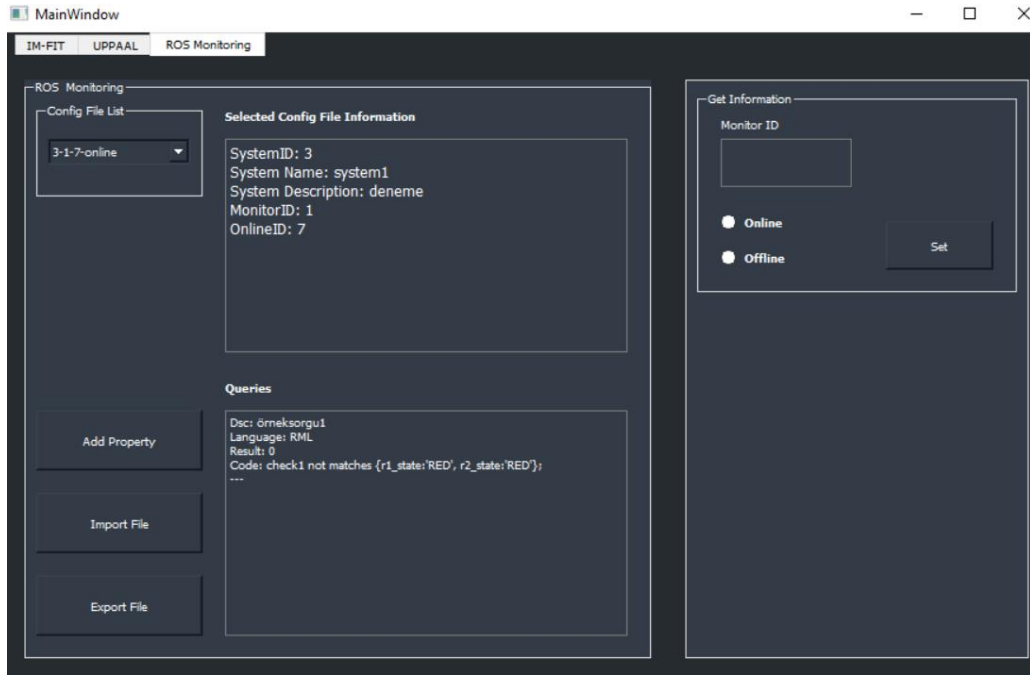 MainWindow
IM-FIT UPPAAL ROS Monitoring
ROS Monitoring
Config File List
3-1-7-online
Selected Config File Information
SystemID: 3
System Name: system1
System Description: deneme
MonitorID: 1
OnlineID: 7
Queries
Dsc: örneksorgu1
Language: RML
Result: 0
Code: check1 not matches {r1_state:'RED', r2_state:'RED'};
---
Add Property
Import File
Export File
Get Information
Monitor ID
Online
Offline
Set